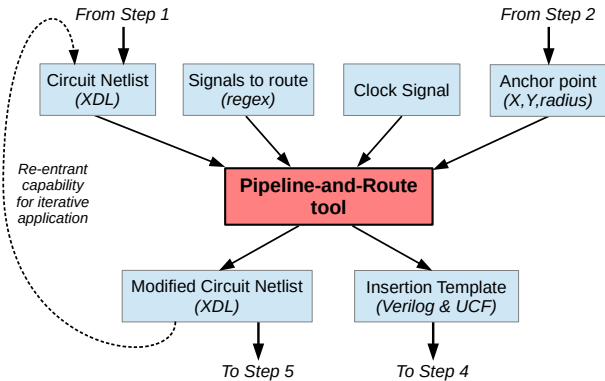 From Step 1
From Step 2
Circuit Netlist
(XDL)
Signals to route
(regex)
Clock Signal
Anchor point
(X,Y,radius)
Re-entrant
capability
for iterative
application
Pipeline-and-Route
tool
Modified Circuit Netlist
(XDL)
Insertion Template
(Verilog & UCF)
To Step 5
To Step 4